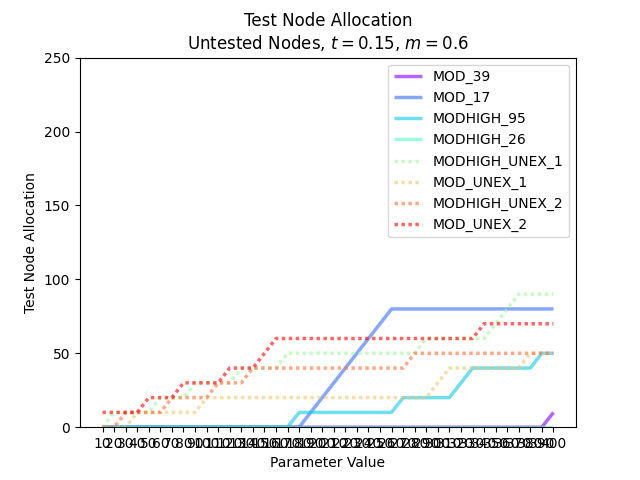 Test Node Allocation
Untested Nodes, t = 0.15, m = 0.6
250
200
150
100
50
0
Test Node Allocation
MOD_39
MOD_17
MODHIGH_95
MODHIGH_26
MODHIGH_UNEX_1
MOD_UNEX_1
MODHIGH_UNEX_2
MOD_UNEX_2
Parameter Value